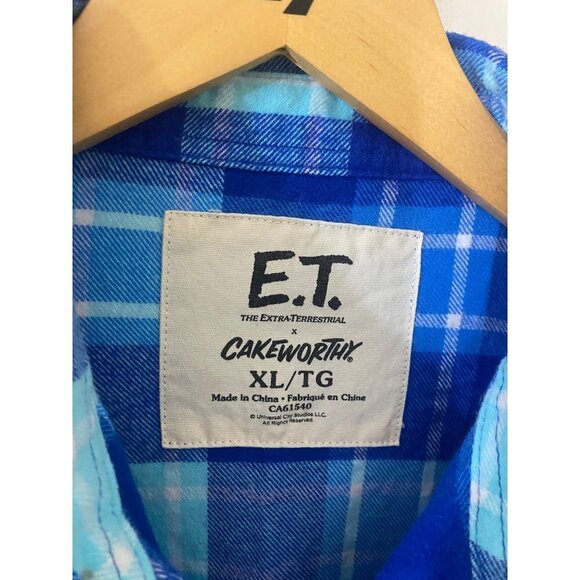 E.T.
THE EXTRA-TERRESTRIAL
x
CAKEWORTHY®
XL/TG
Made in China • Fabriqué en Chine
CA61540
© Universal City Studios LLC.
All Rights Reserved.